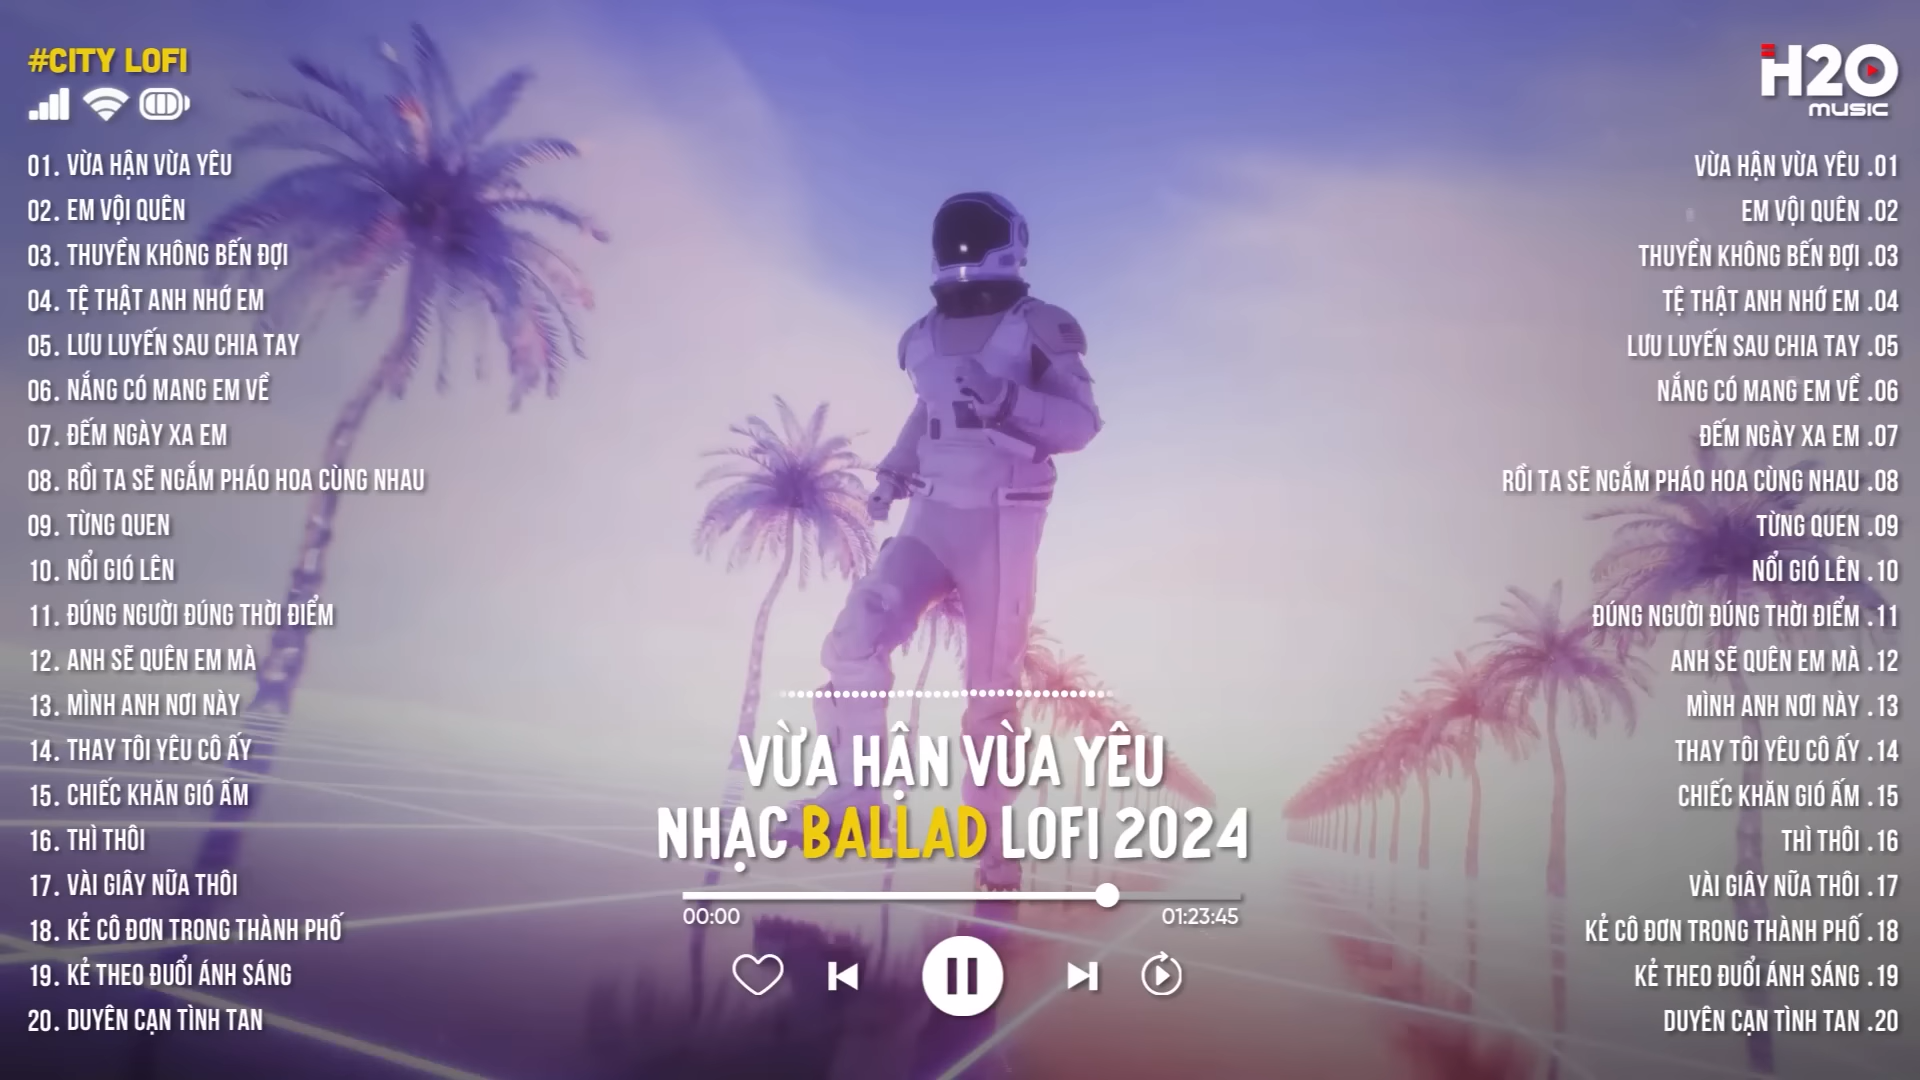 #CITY LOFI
H2O
MUSIC
01. VỪA HẬN VỪA YÊU
02. EM VỘI QUÊN
03. THUYỀN KHÔNG BẾN ĐỢI
04. TỆ THẬT ANH NHỚ EM
05. LƯU LUYẾN SAU CHIA TAY
06. NẮNG CÓ MANG EM VỀ
07. ĐẾM NGÀY XA EM
08. RỒI TA SẼ NGẮM PHÁO HOA CÙNG NHAU
09. TỪNG QUEN
10. NỔI GIÓ LÊN
11. ĐÚNG NGƯỜI ĐÚNG THỜI ĐIỂM
12. ANH SẼ QUÊN EM MÀ
13. MÌNH ANH NƠI NÀY
14. THAY TÔI YÊU CÔ ẤY
15. CHIẾC KHĂN GIÓ ẤM
16. THÌ THÔI
17. VÀI GIÂY NỮA THÔI
18. KẺ CÔ ĐƠN TRONG THÀNH PHỐ
19. KẺ THEO ĐUỔI ÁNH SÁNG
20. DUYÊN CẠN TÌNH TAN
VỪA HẬN VỪA YÊU .01
EM VỘI QUÊN .02
THUYỀN KHÔNG BẾN ĐỢI .03
TỆ THẬT ANH NHỚ EM .04
LƯU LUYẾN SAU CHIA TAY .05
NẮNG CÓ MANG EM VỀ .06
ĐẾM NGÀY XA EM .07
RỒI TA SẼ NGẮM PHÁO HOA CÙNG NHAU .08
TỪNG QUEN .09
NỔI GIÓ LÊN .10
ĐÚNG NGƯỜI ĐÚNG THỜI ĐIỂM .11
ANH SẼ QUÊN EM MÀ .12
MÌNH ANH NƠI NÀY .13
THAY TÔI YÊU CÔ ẤY .14
CHIẾC KHĂN GIÓ ẤM .15
THÌ THÔI .16
VÀI GIÂY NỮA THÔI .17
KẺ CÔ ĐƠN TRONG THÀNH PHỐ .18
KẺ THEO ĐUỔI ÁNH SÁNG .19
DUYÊN CẠN TÌNH TAN .20
VỪA HẬN VỪA YÊU
NHẠC BALLAD LOFI 2024
00:00
01:23:45